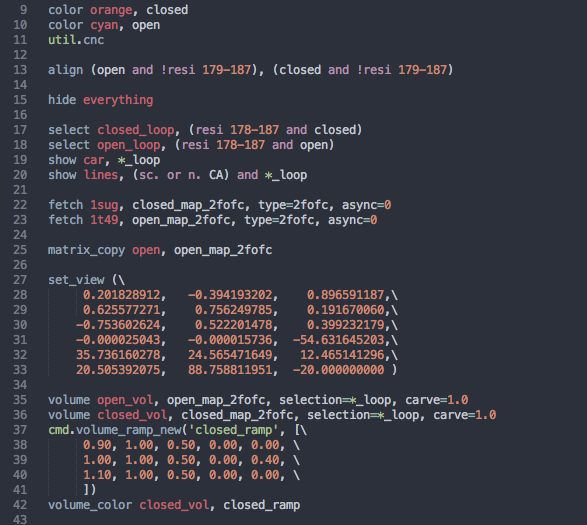 9 color orange, closed
10 color cyan, open
11 util.cnc
12
13 align (open and !resi 179-187), (closed and !resi 179-187)
14
15 hide everything
16
17 select closed_loop, (resi 178-187 and closed)
18 select open_loop, (resi 178-187 and open)
19 show car, *_loop
20 show lines, (sc. or n. CA) and *_loop
21
22 fetch 1sug, closed_map_2fofc, type=2fofc, async=0
23 fetch 1t49, open_map_2fofc, type=2fofc, async=0
24
25 matrix_copy open, open_map_2fofc
26
27 set_view (\
28 0.201828912, -0.394193202, 0.896591187,\
29 0.625577271, 0.756249785, 0.191670060,\
30 -0.753602624, 0.522201478, 0.399232179,\
31 -0.000025043, -0.000015736, -54.631645203,\
32 35.736160278, 24.565471649, 12.465141296,\
33 20.505392075, 88.758811951, -20.000000000 )
34
35 volume open_vol, open_map_2fofc, selection=*_loop, carve=1.0
36 volume closed_vol, closed_map_2fofc, selection=*_loop, carve=1.0
37 cmd.volume_ramp_new('closed_ramp', [\
38 0.90, 1.00, 0.50, 0.00, 0.00, \
39 1.00, 1.00, 0.50, 0.00, 0.40, \
40 1.10, 1.00, 0.50, 0.00, 0.00, \
41 ])
42 volume_color closed_vol, closed_ramp
43